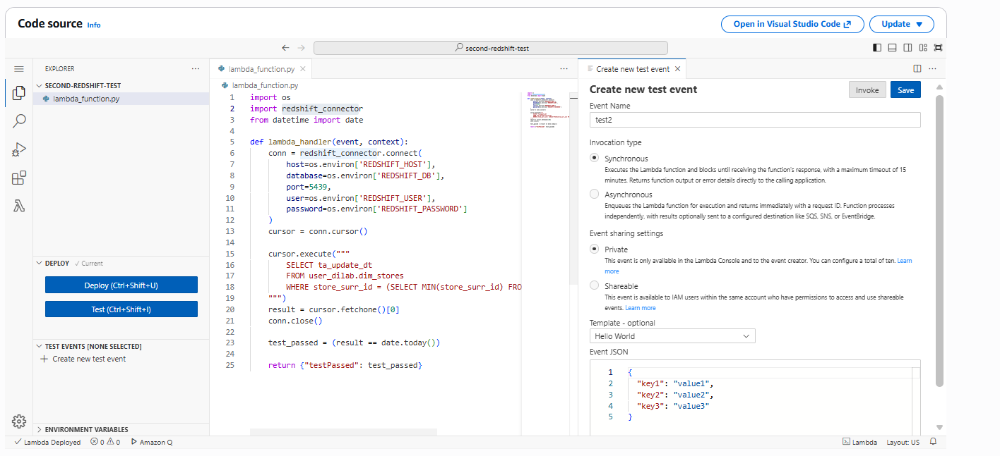 Code source Info
Open in Visual Studio Code
Update
second-redshift-test
EXPLORER
SECOND-REDSHIFT-TEST
lambda_function.py
DEPLOY Current
Deploy (Ctrl+Shift+U)
Test (Ctrl+Shift+I)
TEST EVENTS [NONE SELECTED]
+ Create new test event
ENVIRONMENT VARIABLES
lambda_function.py
lambda_function.py
1 import os
2 import redshift_connector
3 from datetime import date
4
5 def lambda_handler(event, context):
6 conn = redshift_connector.connect(
7 host=os.environ['REDSHIFT_HOST'],
8 database=os.environ['REDSHIFT_DB'],
9 port=5439,
10 user=os.environ['REDSHIFT_USER'],
11 password=os.environ['REDSHIFT_PASSWORD']
12 )
13 cursor = conn.cursor()
14
15 cursor.execute("""
16 SELECT ta_update_dt
17 FROM user_dilab.dim_stores
18 WHERE store_surr_id = (SELECT MIN(store_surr_id) FRO
19 """)
20 result = cursor.fetchone()[0]
21 conn.close()
22
23 test_passed = (result == date.today())
24
25 return {"testPassed": test_passed}
Create new test event
Create new test event
Invoke
Save
Event Name
test2
Invocation type
Synchronous
Executes the Lambda function and blocks until receiving the function's response, with a maximum timeout of 15
minutes. Returns function output or error details directly to the calling application.
Asynchronous
Enqueues the Lambda function for execution and returns immediately with a request ID. Function processes
independently, with results optionally sent to a configured destination like SQS, SNS, or EventBridge.
Event sharing settings
Private
This event is only available in the Lambda Console and to the event creator. You can configure a total of ten. Learn
more
Shareable
This event is available to IAM users within the same account who have permissions to access and use shareable
events. Learn more
Template - optional
Hello World
Event JSON
1 {
2 "key1": "value1",
3 "key2": "value2",
4 "key3": "value3"
5 }
Lambda Deployed
0 0
Amazon Q
Lambda
Layout: US